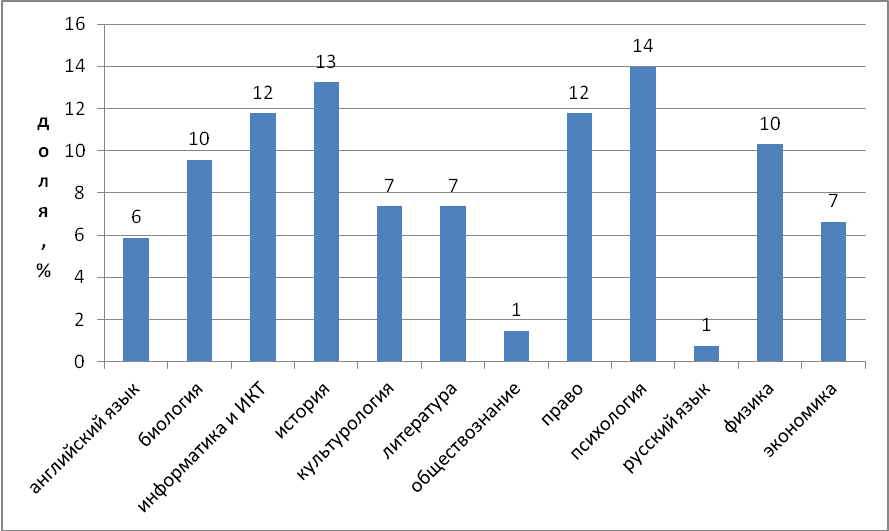 доля, %
16
14
12
10
8
6
4
2
0
6
10
12
13
7
7
1
12
14
1
10
7
английский язык
биология
информатика и ИКТ
история
культурология
литература
обществознание
право
психология
русский язык
физика
экономика